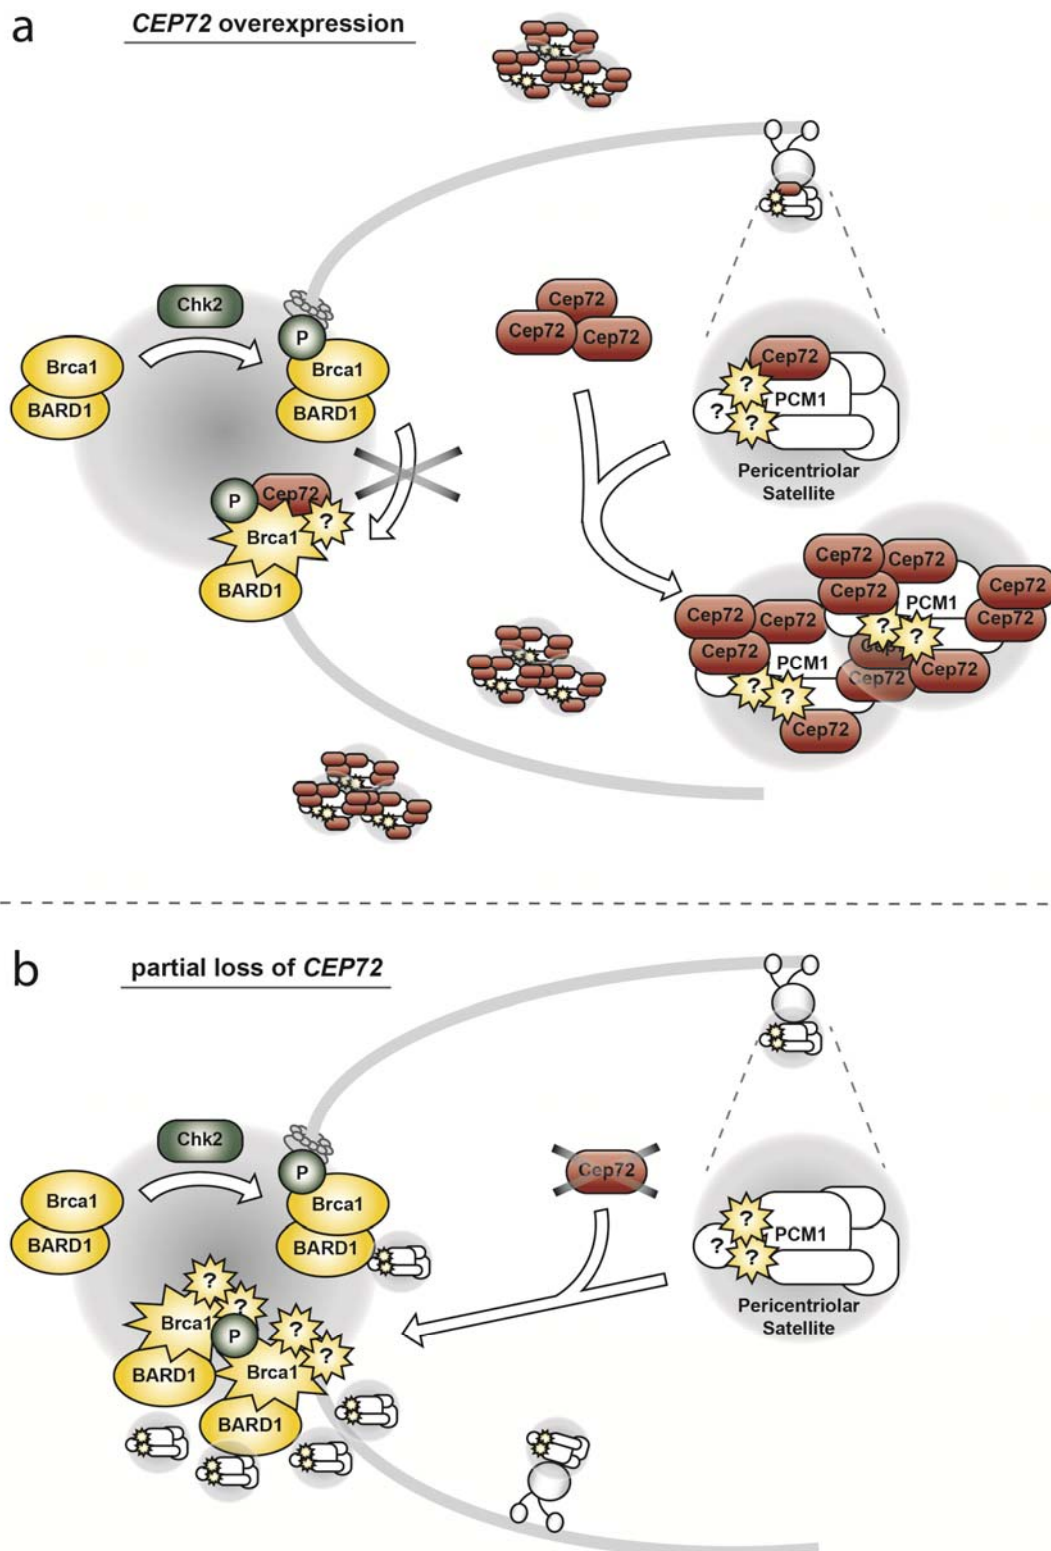 a
CEP72 overexpression
Chk2
Brca1
BARD1
P
Brca1
BARD1
P
Cep72
?
Brca1
BARD1
Cep72
Cep72
Cep72
Cep72
?
?
?
PCM1
Pericentriolar
Satellite
Cep72
Cep72
Cep72
Cep72
PCM1
Cep72
?
?
Cep72
Cep72
Cep72
Cep72
Cep72
PCM1
?
?
Cep72
Cep72
b
partial loss of CEP72
Chk2
Brca1
BARD1
P
Brca1
BARD1
Cep72
?
?
?
PCM1
Pericentriolar
Satellite
?
?
Brca1
P
?
?
BARD1
Brca1
BARD1